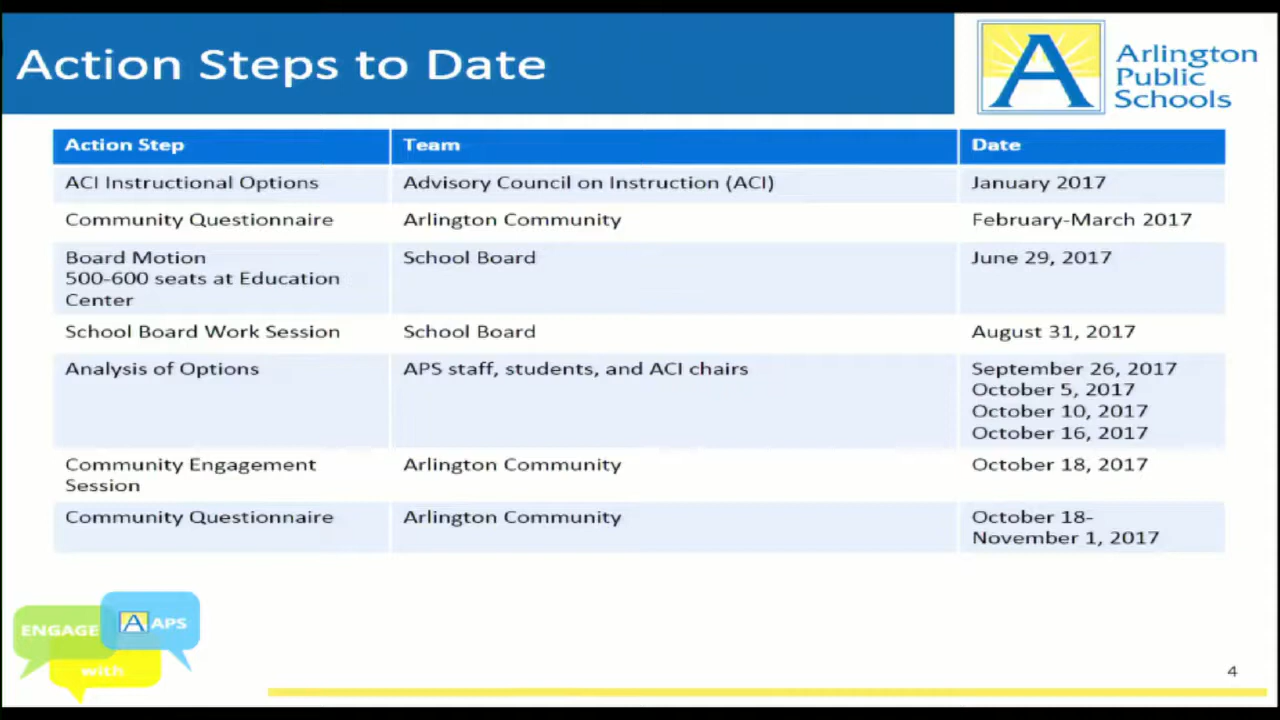 Action Steps to Date
Arlington
Public
Schools
Action Step Team Date
ACI Instructional Options Advisory Council on Instruction (ACI) January 2017
Community Questionnaire Arlington Community February-March 2017
Board Motion School Board June 29, 2017
500-600 seats at Education
Center
School Board Work Session School Board August 31, 2017
Analysis of Options APS staff, students, and ACI chairs September 26, 2017
October 5, 2017
October 10, 2017
October 16, 2017
Community Engagement Arlington Community October 18, 2017
Session
Community Questionnaire Arlington Community October 18-
November 1, 2017
ENGAGE
A APS
with
4